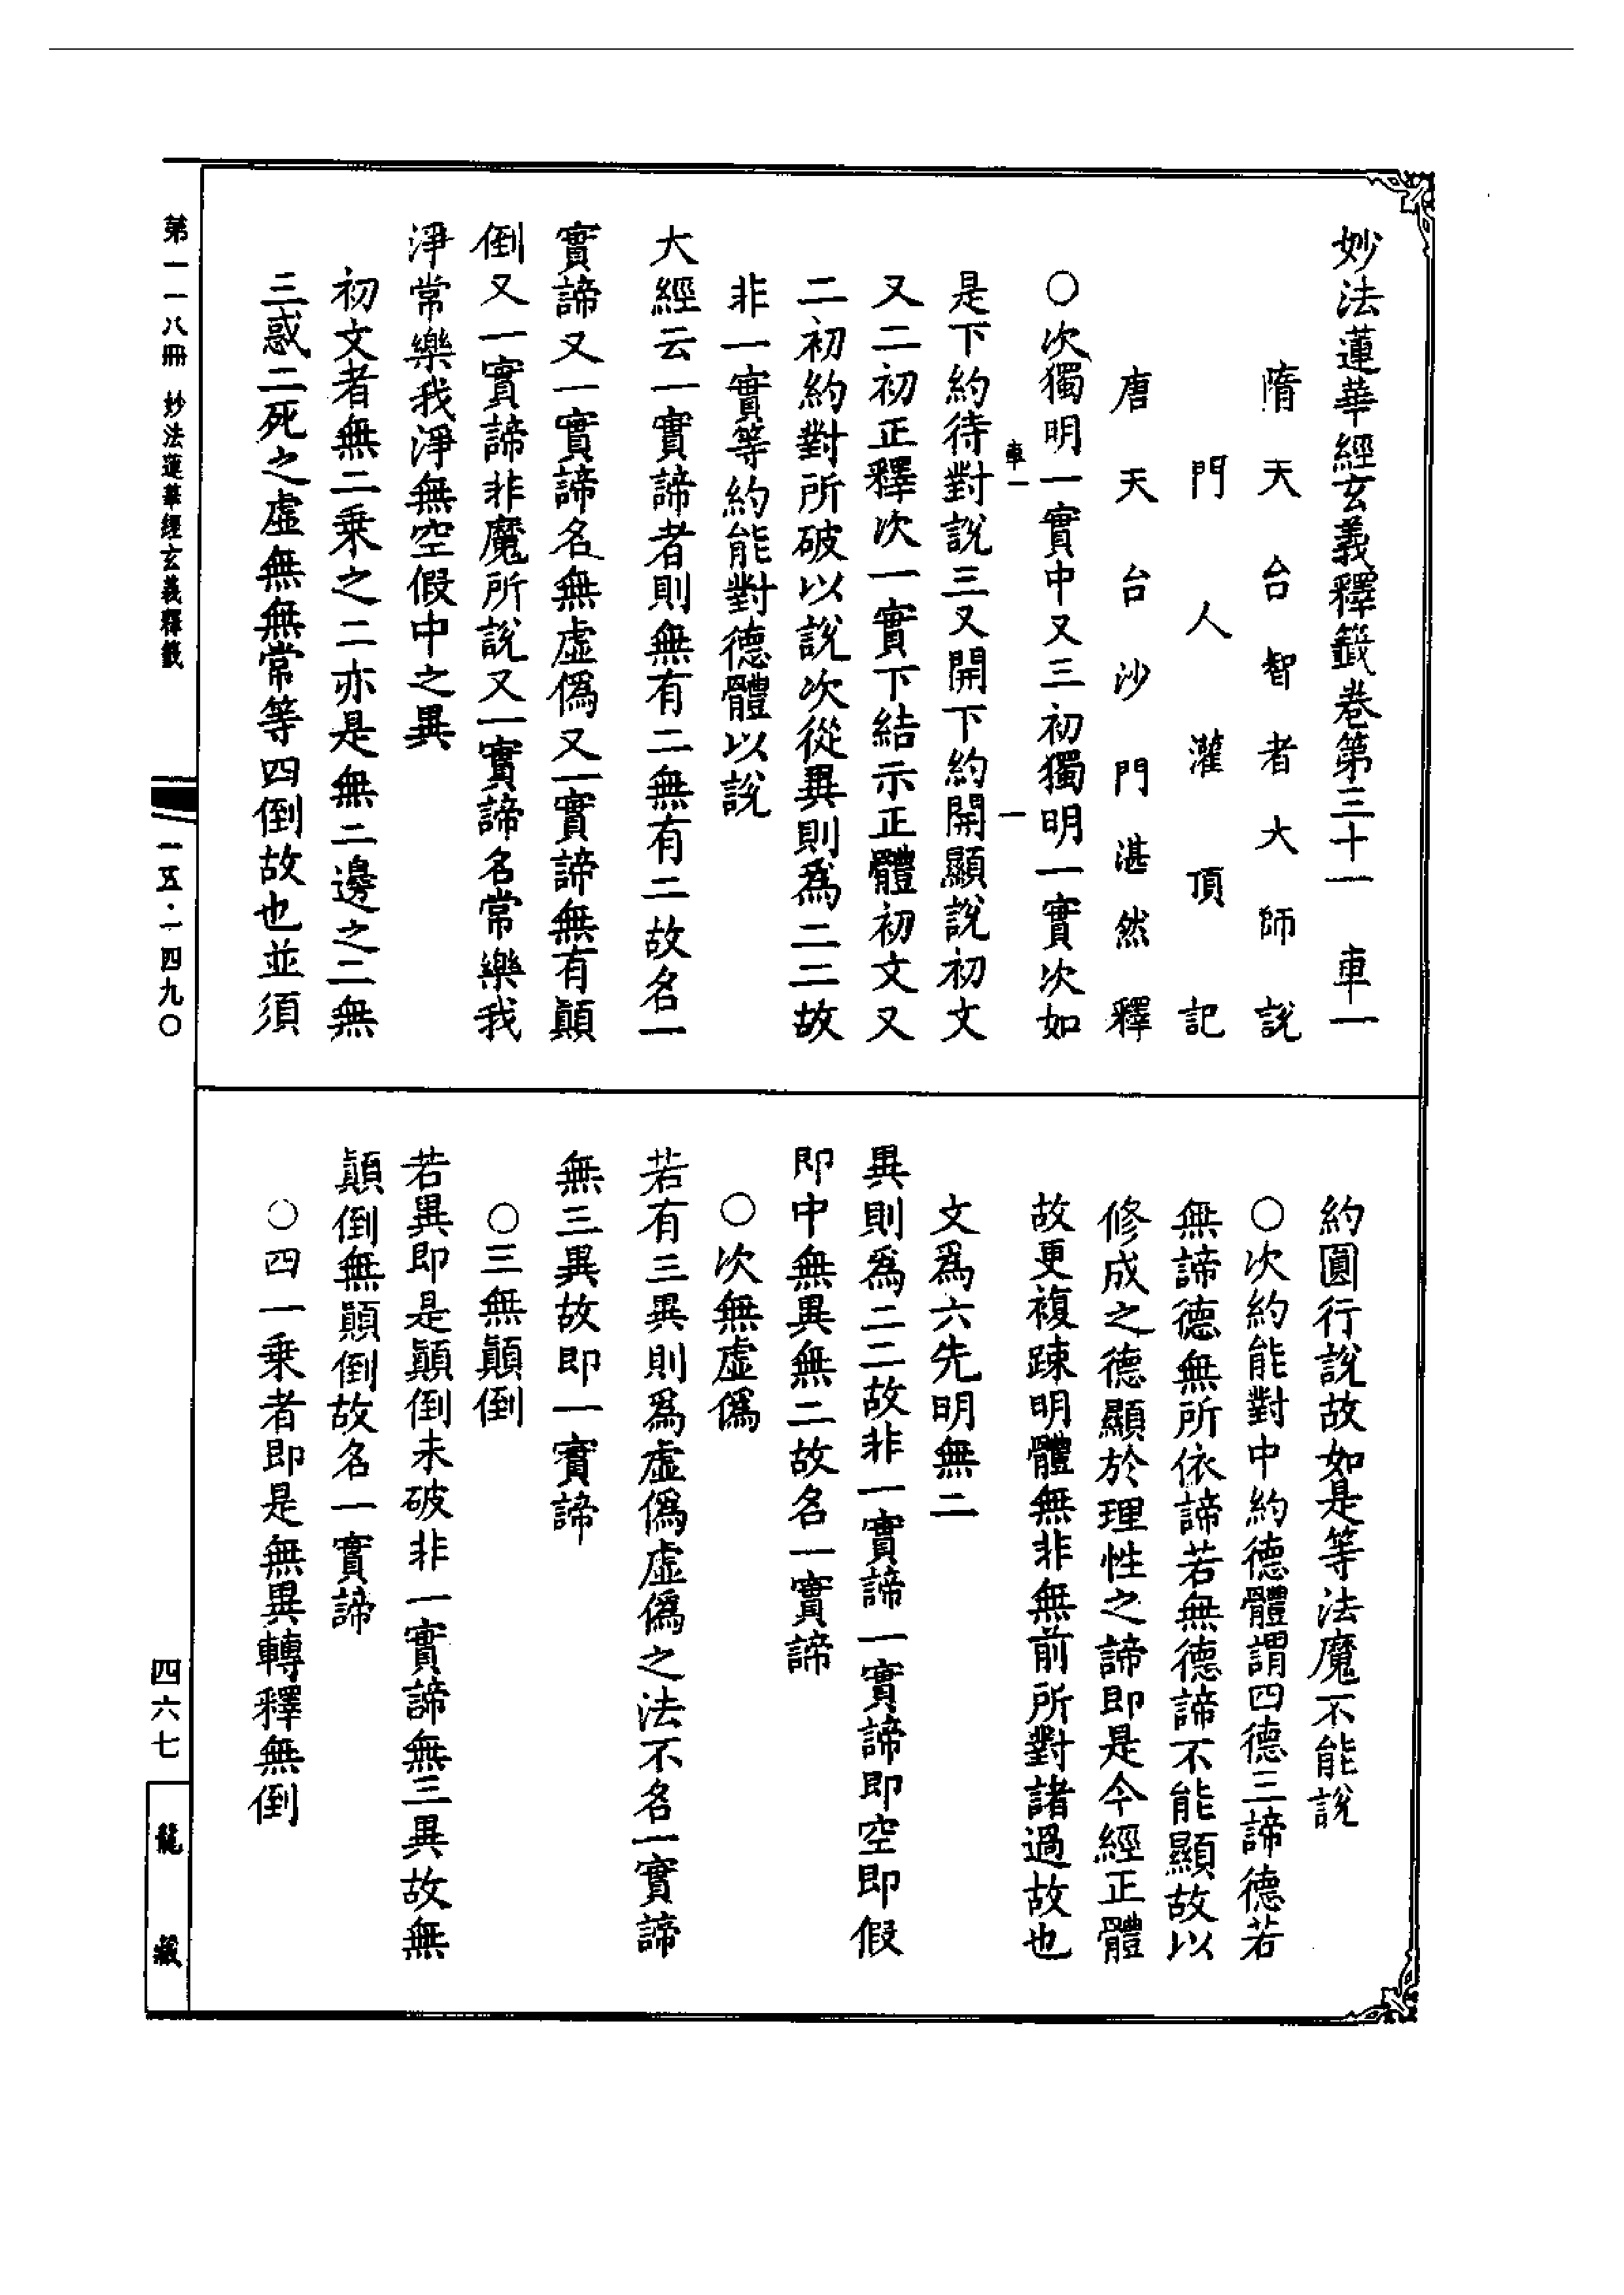 妙法蓮華經玄義釋籤卷第三十一　車一
隋天台智者大師說
門人灌頂記
唐天台沙門湛然釋
○次獨明一實中又三初獨明一實次如
車一　一
是下約待對說三又開下約開顯說初文
又二初正釋次一實下結示正體初文又
二初約對所破以說次從異則爲二二故
非一實等約能對德體以說
大經云一實諦者則無有二無有二故名一
實諦又一實諦名無虛僞又一實諦無有顚
倒又一實諦非魔所說又一實諦名常樂我
淨常樂我淨無空假中之異
初文者無二乘之二亦是無二邊之二無
三惑二死之虛無無常等四倒故也並須
約圓行說故如是等法魔不能說
○次約能對中約德體謂四德三諦德若
無諦德無所依諦若無德諦不能顯故以
修成之德顯於理性之諦即是今經正體
故更複踈明體無非無前所對諸過故也
文爲六先明無二
異則爲二二故非一實諦一實諦即空即假
即中無異無二故名一實諦
○次無虛僞
若有三異則爲虛僞虛僞之法不名一實諦
無三異故即一實諦
○三無顚倒
若異即是顚倒未破非一實諦無三異故無
顚倒無顚倒故名一實諦
○四一乘者即是無異轉釋無倒
第一一八冊　妙法蓮華經玄義釋籤
一五·一四九〇
四六七
龍藏